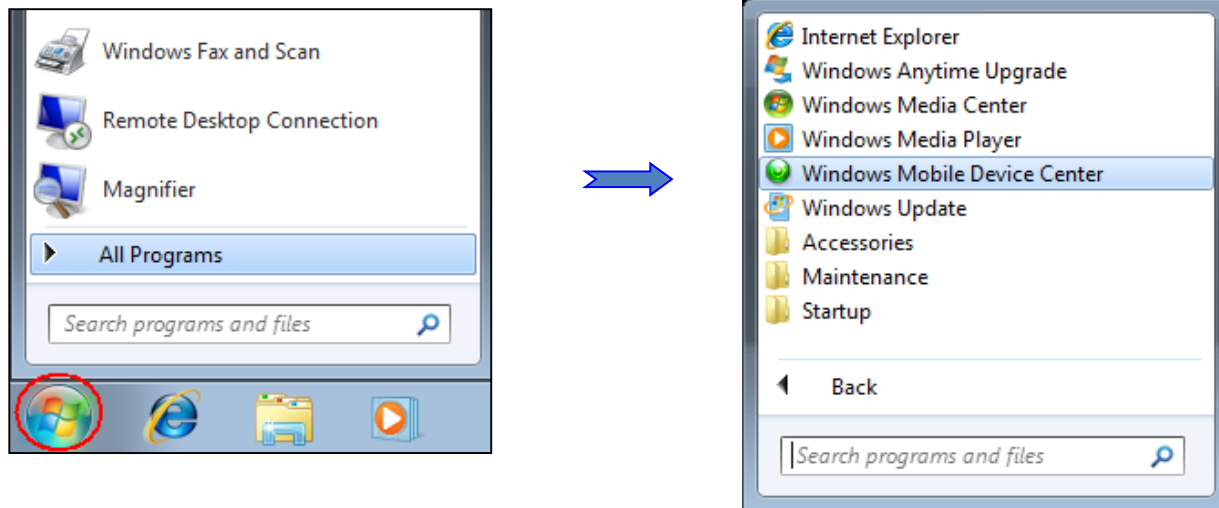 Windows Fax and Scan
Remote Desktop Connection
Magnifier
All Programs
Search programs and files
Internet Explorer
Windows Anytime Upgrade
Windows Media Center
Windows Media Player
Windows Mobile Device Center
Windows Update
Accessories
Maintenance
Startup
Back
Search programs and files